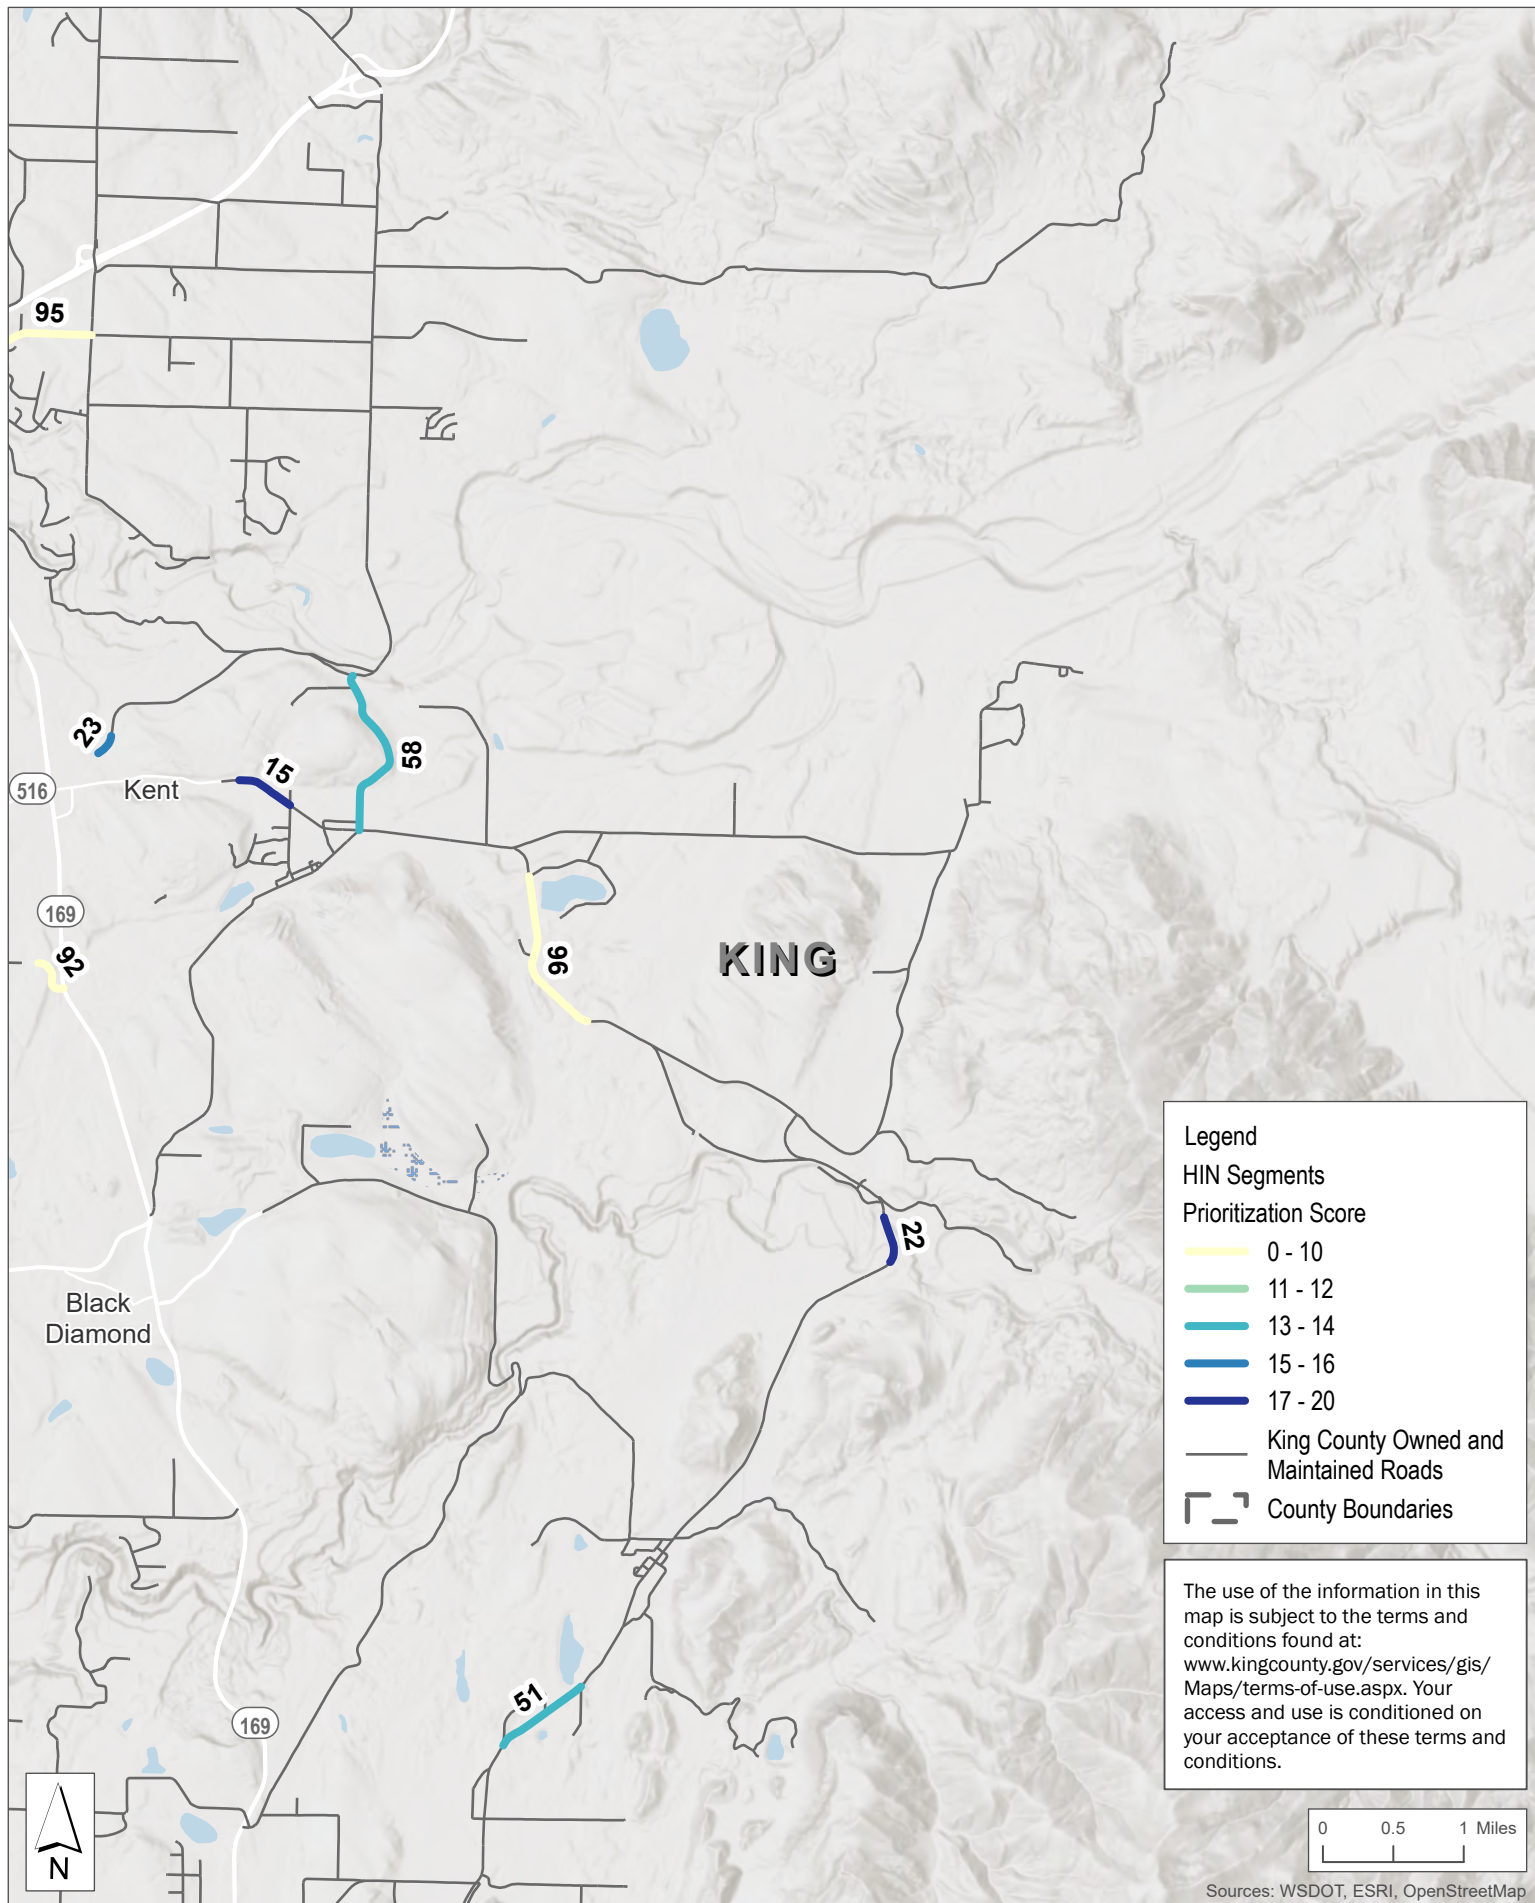 95
23
15
58
516
Kent
169
92
96
KING
22
Black
Diamond
51
169
N
Legend
HIN Segments
Prioritization Score
0 - 10
11 - 12
13 - 14
15 - 16
17 - 20
King County Owned and
Maintained Roads
County Boundaries
The use of the information in this
map is subject to the terms and
conditions found at:
www.kingcounty.gov/services/gis/
Maps/terms-of-use.aspx. Your
access and use is conditioned on
your acceptance of these terms and
conditions.
0 0.5 1 Miles
Sources: WSDOT, ESRI, OpenStreetMap